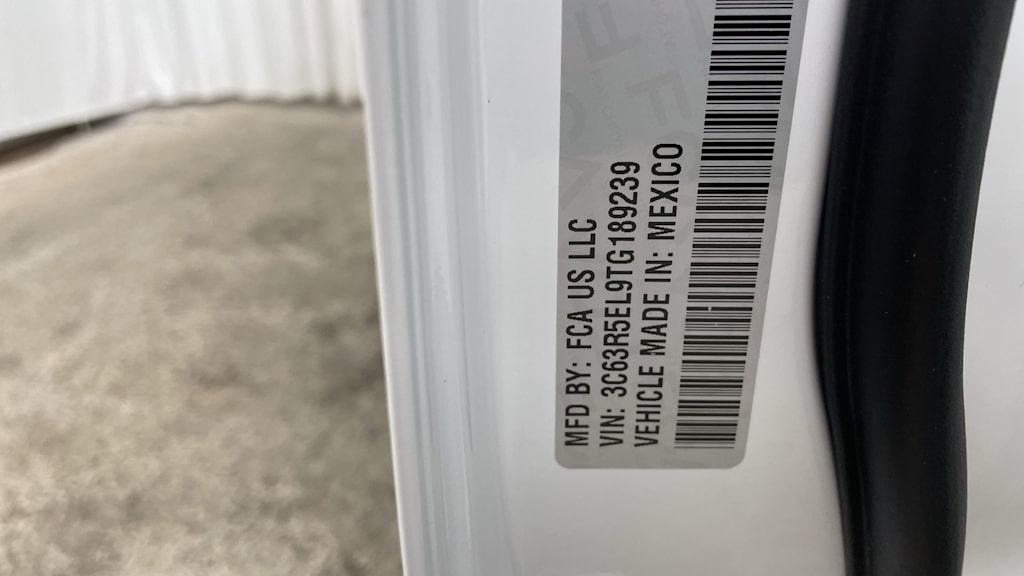 MFD BY: FCA US LLC
VIN: 3C63R5EL9TG189239
VEHICLE MADE IN: MEXICO